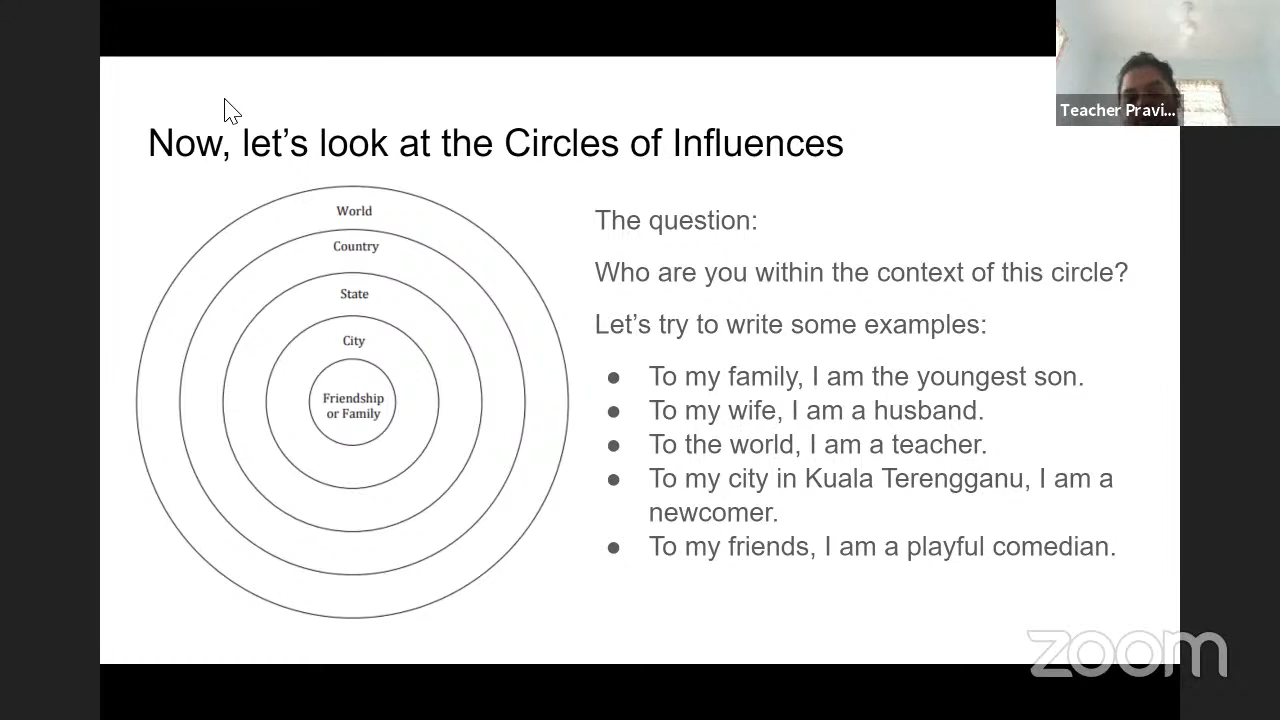 Teacher Pravi...
Now, let’s look at the Circles of Influences
World
Country
State
City
Friendship
or Family
The question:
Who are you within the context of this circle?
Let’s try to write some examples:
● To my family, I am the youngest son.
● To my wife, I am a husband.
● To the world, I am a teacher.
● To my city in Kuala Terengganu, I am a
newcomer.
● To my friends, I am a playful comedian.
zoom